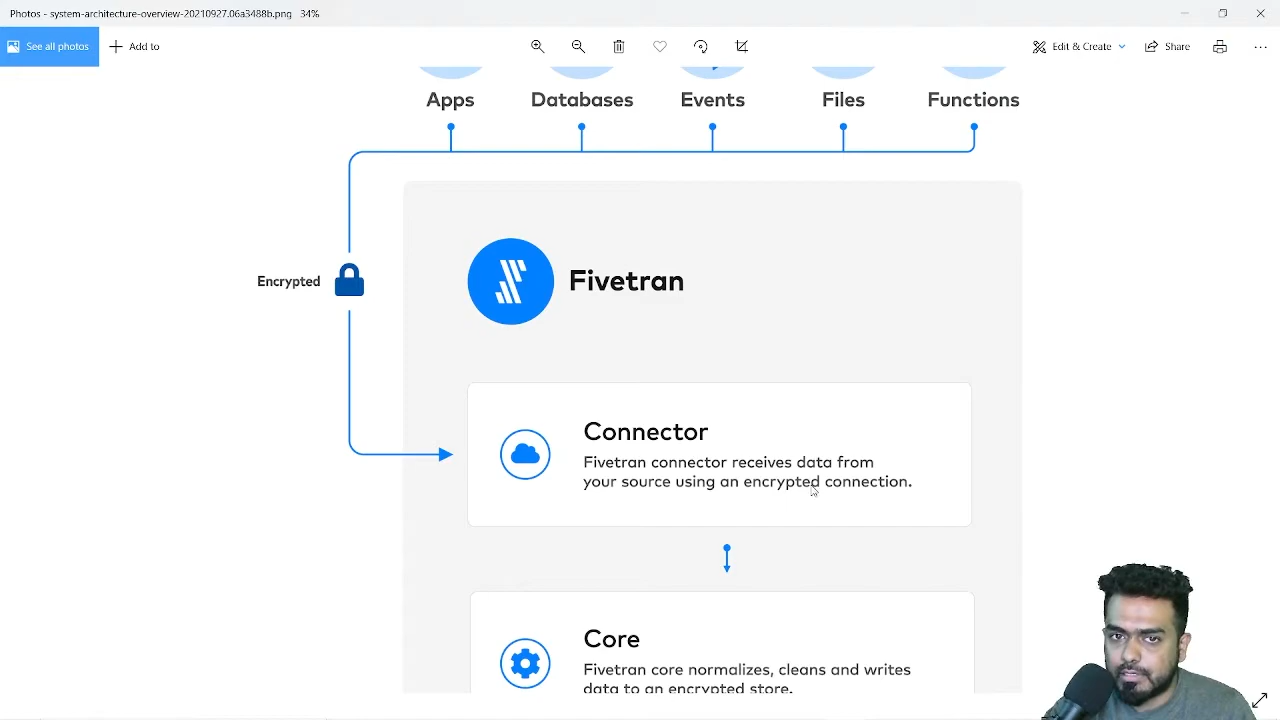 Photos - system-architecture-overview-20210927.06a3488b.png   34%
See all photos
Add to
Edit & Create
Share
Apps
Databases
Events
Files
Functions
Encrypted
Fivetran
Connector
Fivetran connector receives data from
your source using an encrypted connection.
Core
Fivetran core normalizes, cleans and writes
data to an encrypted store.